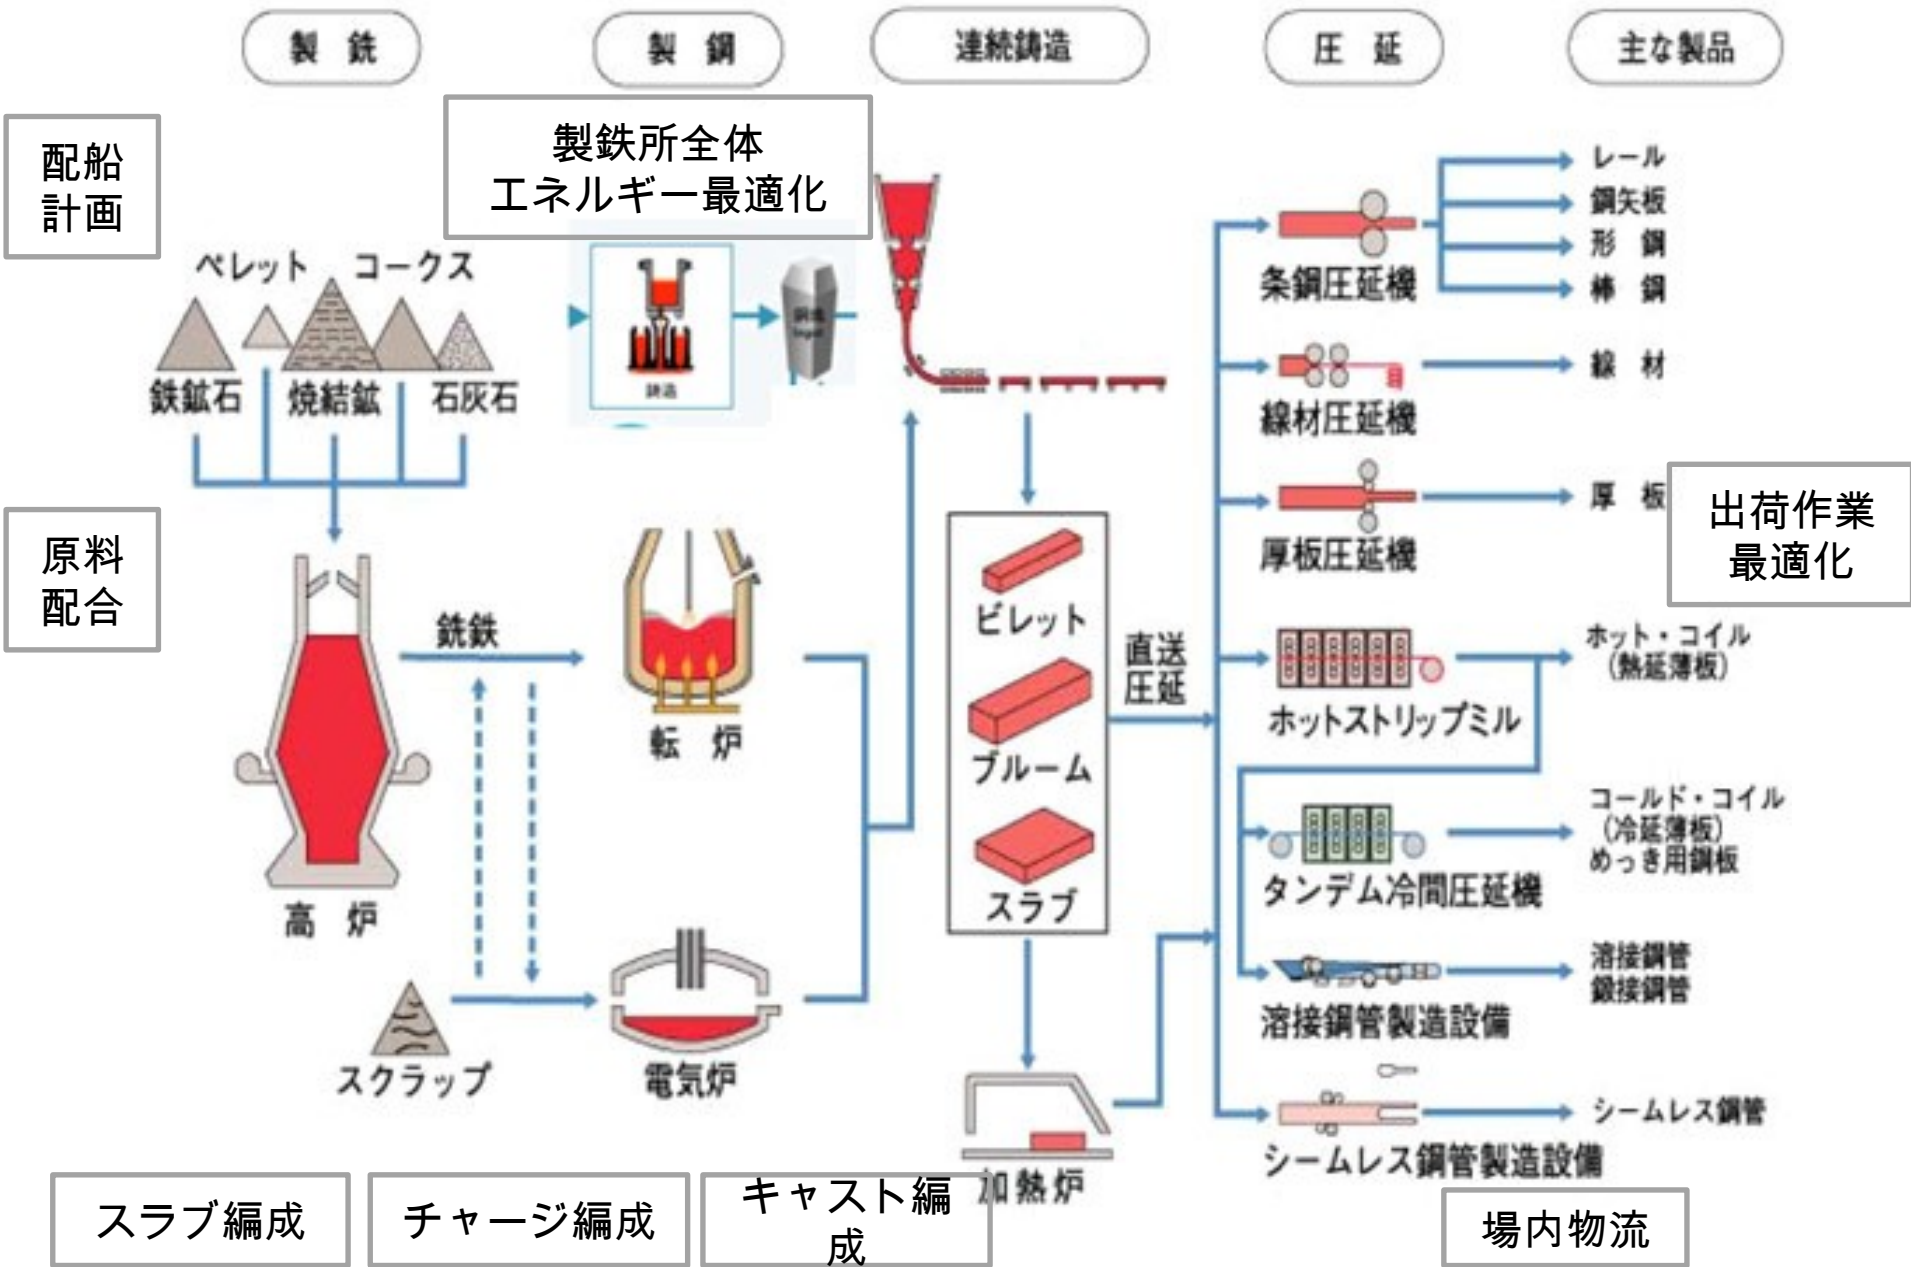 製 銑
製 鋼
連続鋳造
圧 延
主な製品
配船
計画
製鉄所全体
エネルギー最適化
ペレット
コークス
鉄鉱石
焼結鉱
石灰石
鋳造
原料
配合
銑鉄
高 炉
転 炉
スクラップ
電気炉
ビレット
ブルーム
スラブ
直送
圧延
加熱炉
条鋼圧延機
レール
鋼矢板
形 鋼
棒 鋼
線材圧延機
線 材
厚板圧延機
厚 板
出荷作業
最適化
ホットストリップミル
ホット・コイル
（熱延薄板）
タンデム冷間圧延機
コールド・コイル
（冷延薄板）
めっき用鋼板
溶接鋼管製造設備
溶接鋼管
鍛接鋼管
シームレス鋼管製造設備
シームレス鋼管
スラブ編成
チャージ編成
キャスト編
成
場内物流